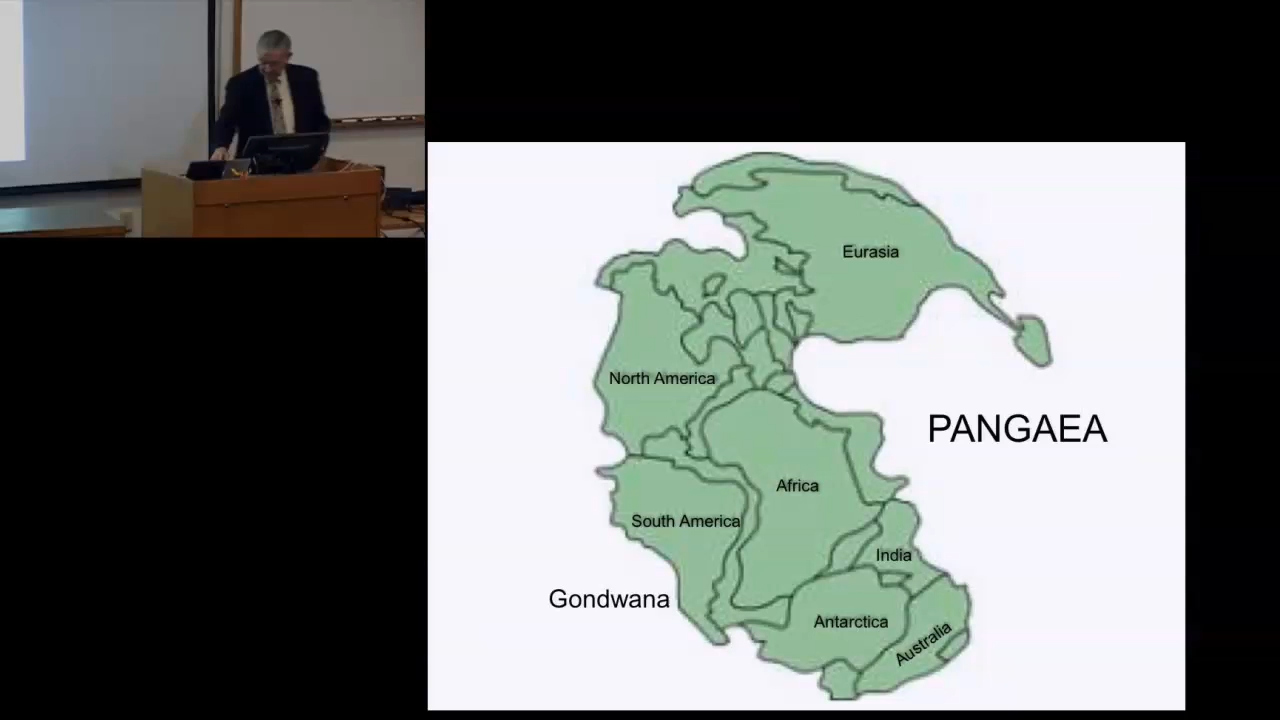 Eurasia
North America
PANGAEA
Africa
South America
India
Gondwana
Antarctica
Australia